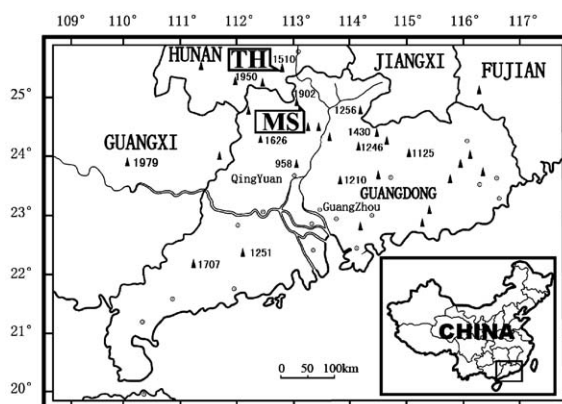 109° 110° 111° 112° 113° 114° 115° 116° 117°
HUNAN TH 1510 JIANGXI FUJIAN
1950
25° 902 1256
MS 1430
GUANGXI 1626 1246 1125
24° 1979 958
QingYuan 1210 GUANGDONG
23° GuangZhou
1251
22° 1707
21° CHINA
0 50 100km
20°